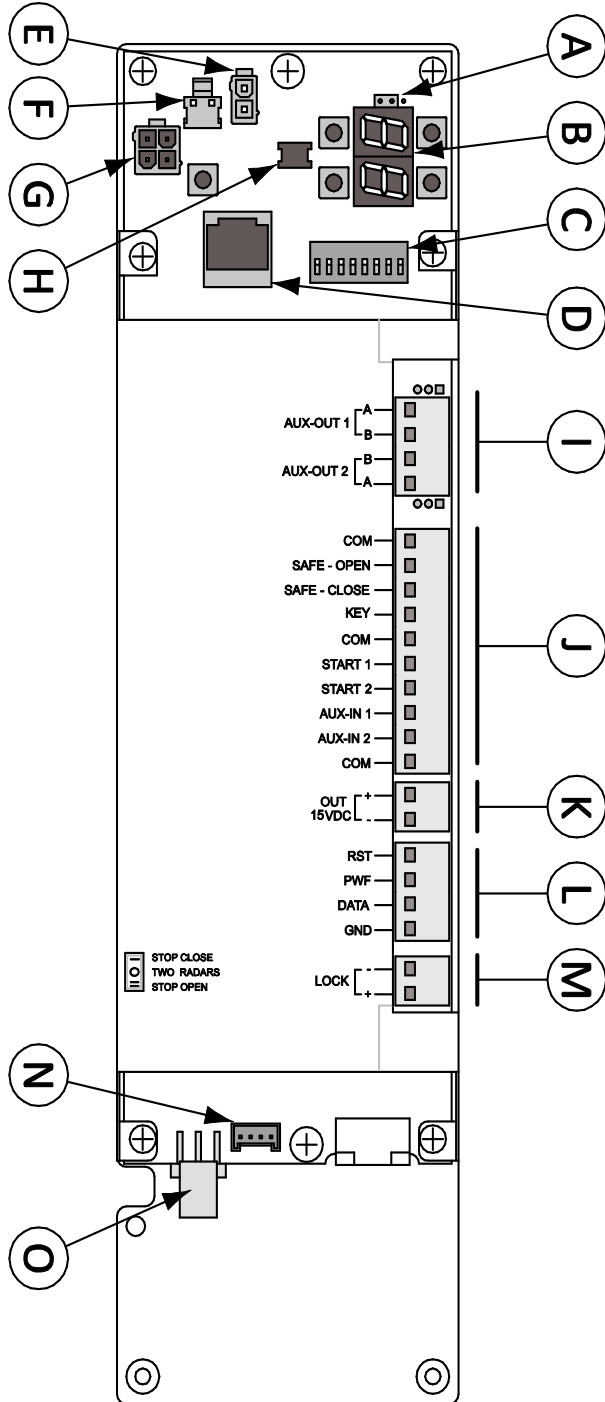 E
A
F
B
G
C
H
D
AUX-OUT 1
A
B
I
AUX-OUT 2
B
A
COM
SAFE - OPEN
SAFE - CLOSE
KEY
COM
START 1
START 2
AUX-IN 1
AUX-IN 2
COM
J
OUT
15VDC
+
-
K
RST
PWF
DATA
GND
L
LOCK
-
+
M
STOP CLOSE
TWO RADARS
STOP OPEN
N
O